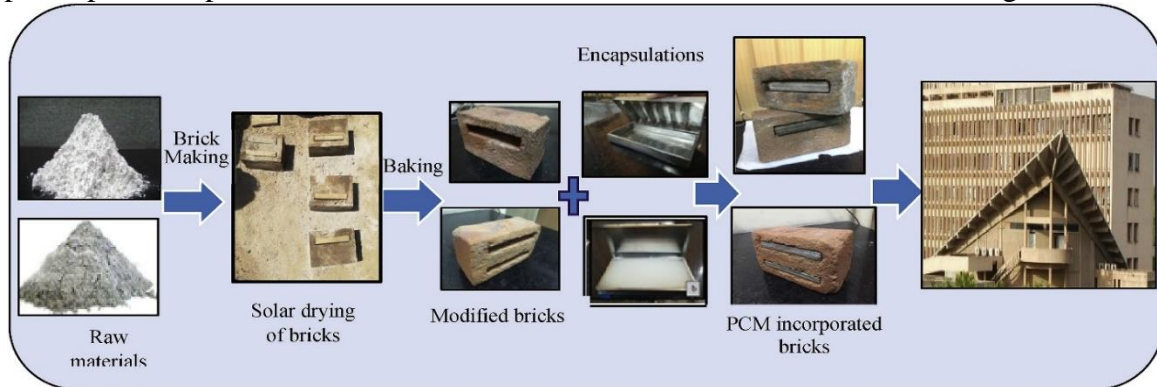 Encapsulations
Brick
Making
Baking
Raw
materials
Solar drying
of bricks
Modified bricks
PCM incorporated
bricks